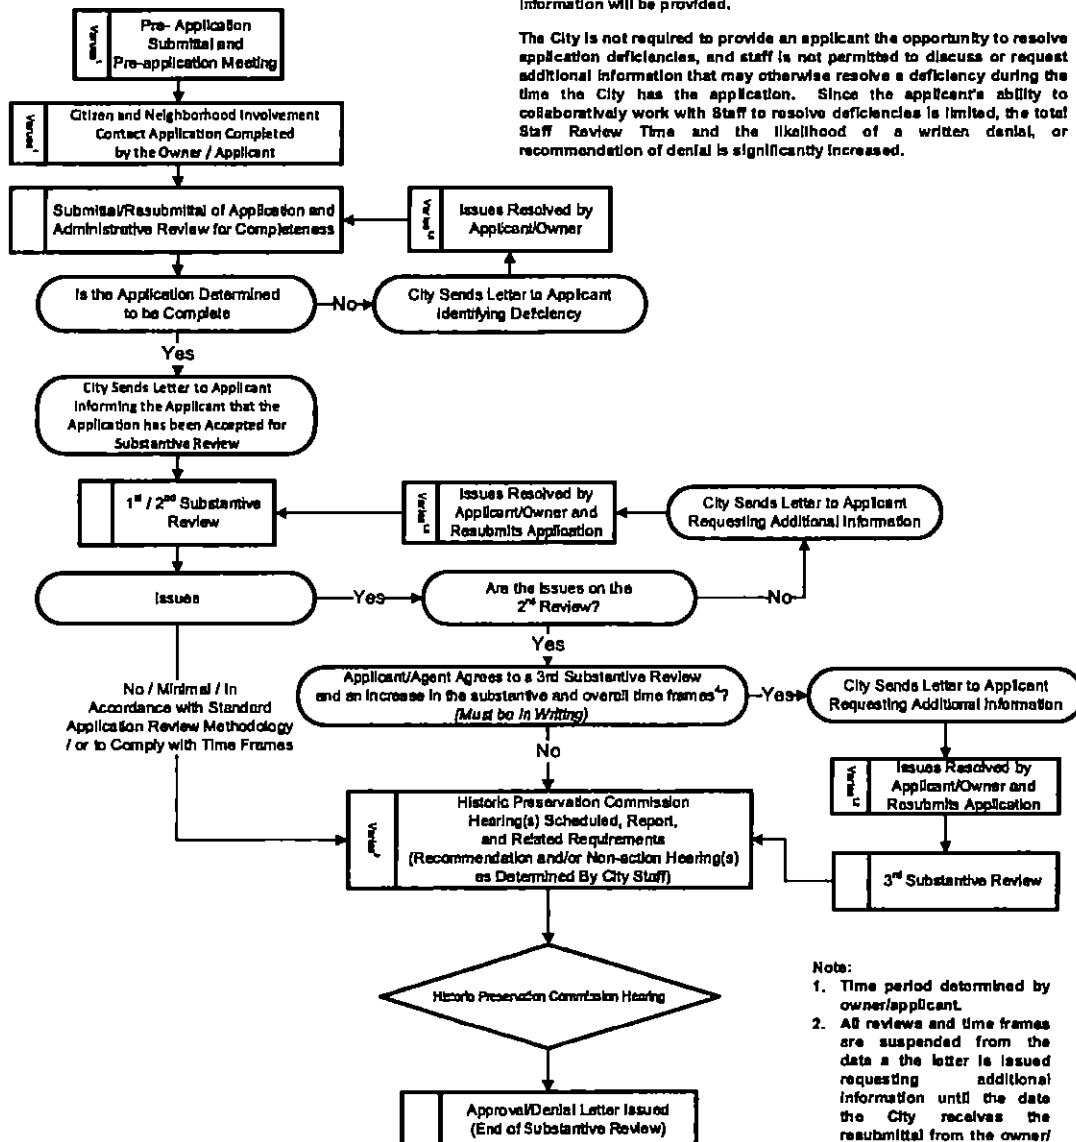 information will be provided.
The City is not required to provide an applicant the opportunity to resolve
application deficiencies, and staff is not permitted to discuss or request
additional information that may otherwise resolve a deficiency during the
time the City has the application. Since the applicant's ability to
collaboratively work with Staff to resolve deficiencies is limited, the total
Staff Review Time and the likelihood of a written denial, or
recommendation of denial is significantly increased.
Varies1
Pre- Application
Submittal and
Pre-application Meeting
Varies1
Citizen and Neighborhood Involvement
Contact Application Completed
by the Owner / Applicant
Submittal/Resubmittal of Application and
Administrative Review for Completeness
Varies1,2
Issues Resolved by
Applicant/Owner
Is the Application Determined
to be Complete
No
City Sends Letter to Applicant
Identifying Deficiency
Yes
City Sends Letter to Applicant
Informing the Applicant that the
Application has been Accepted for
Substantive Review
1st / 2nd Substantive
Review
Varies1,2
Issues Resolved by
Applicant/Owner and
Resubmits Application
City Sends Letter to Applicant
Requesting Additional Information
Issues
Yes
Are the Issues on the
2nd Review?
No
Yes
No / Minimal / In
Accordance with Standard
Application Review Methodology
/ or to Comply with Time Frames
Applicant/Agent Agrees to a 3rd Substantive Review
and an increase in the substantive and overall time frames4?
(Must be in Writing)
Yes
City Sends Letter to Applicant
Requesting Additional Information
No
Varies1,2
Issues Resolved by
Applicant/Owner and
Resubmits Application
Varies
Historic Preservation Commission
Hearing(s) Scheduled, Report,
and Related Requirements
(Recommendation and/or Non-action Hearing(s)
as Determined By City Staff)
3rd Substantive Review
Historic Preservation Commission Hearing
Approval/Denial Letter Issued
(End of Substantive Review)
Note:
1. Time period determined by
owner/applicant.
2. All reviews and time frames
are suspended from the
date a the letter is issued
requesting additional
information until the date
the City receives the
resubmittal from the owner/